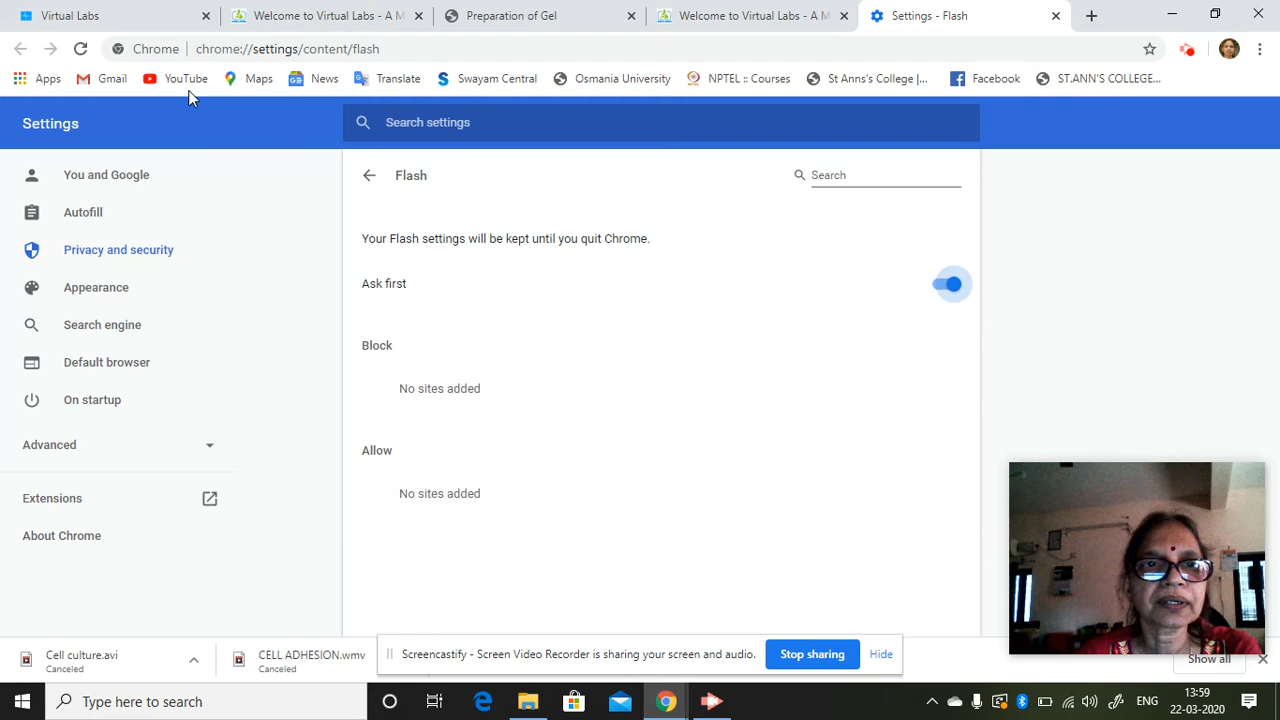 Virtual Labs
Welcome to Virtual Labs - A M
Preparation of Gel
Welcome to Virtual Labs - A M
Settings - Flash
Chrome
chrome://settings/content/flash
Apps
Gmail
YouTube
Maps
News
Translate
Swayam Central
Osmania University
NPTEL :: Courses
St Anns's College |...
Facebook
ST.ANN'S COLLEGE...
Settings
Search settings
You and Google
Autofill
Privacy and security
Appearance
Search engine
Default browser
On startup
Advanced
Extensions
About Chrome
Flash
Search
Your Flash settings will be kept until you quit Chrome.
Ask first
Block
No sites added
Allow
No sites added
Cell culture.avi
Canceled
CELL ADHESION.wmv
Canceled
Screencastify - Screen Video Recorder is sharing your screen and audio.
Stop sharing
Hide
Show all
Type here to search
ENG
13:59
22-03-2020